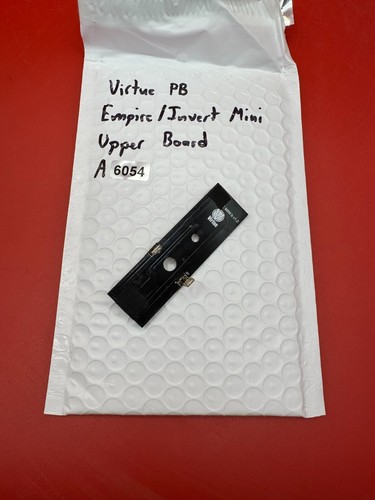 Virtue PB
Empire/Invert Mini
Upper Board
A 6054